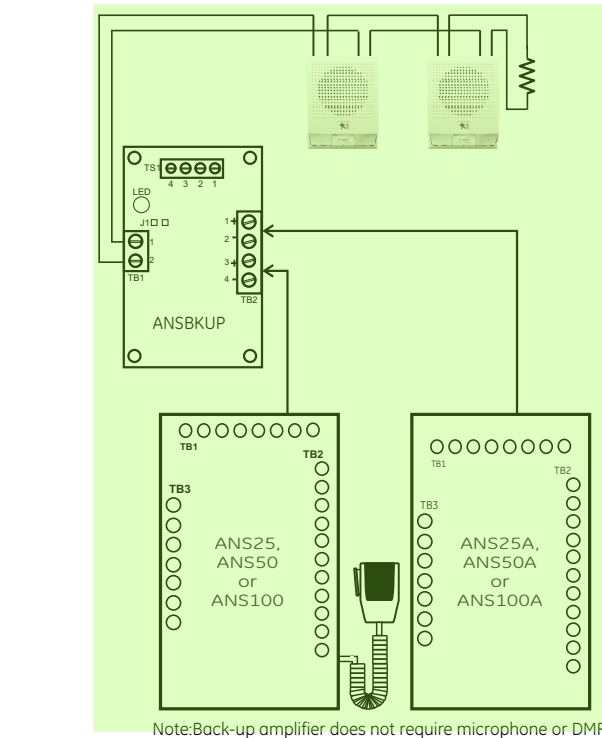 TS1
4 3 2 1
LED
J1
1 +
2 -
3 +
4 -
1
2
TB1
TB2
ANSBKUP
TB1
TB2
TB3
ANS25,
ANS50
or
ANS100
TB1
TB2
TB3
ANS25A,
ANS50A
or
ANS100A
Note:Back-up amplifier does not require microphone or DMR